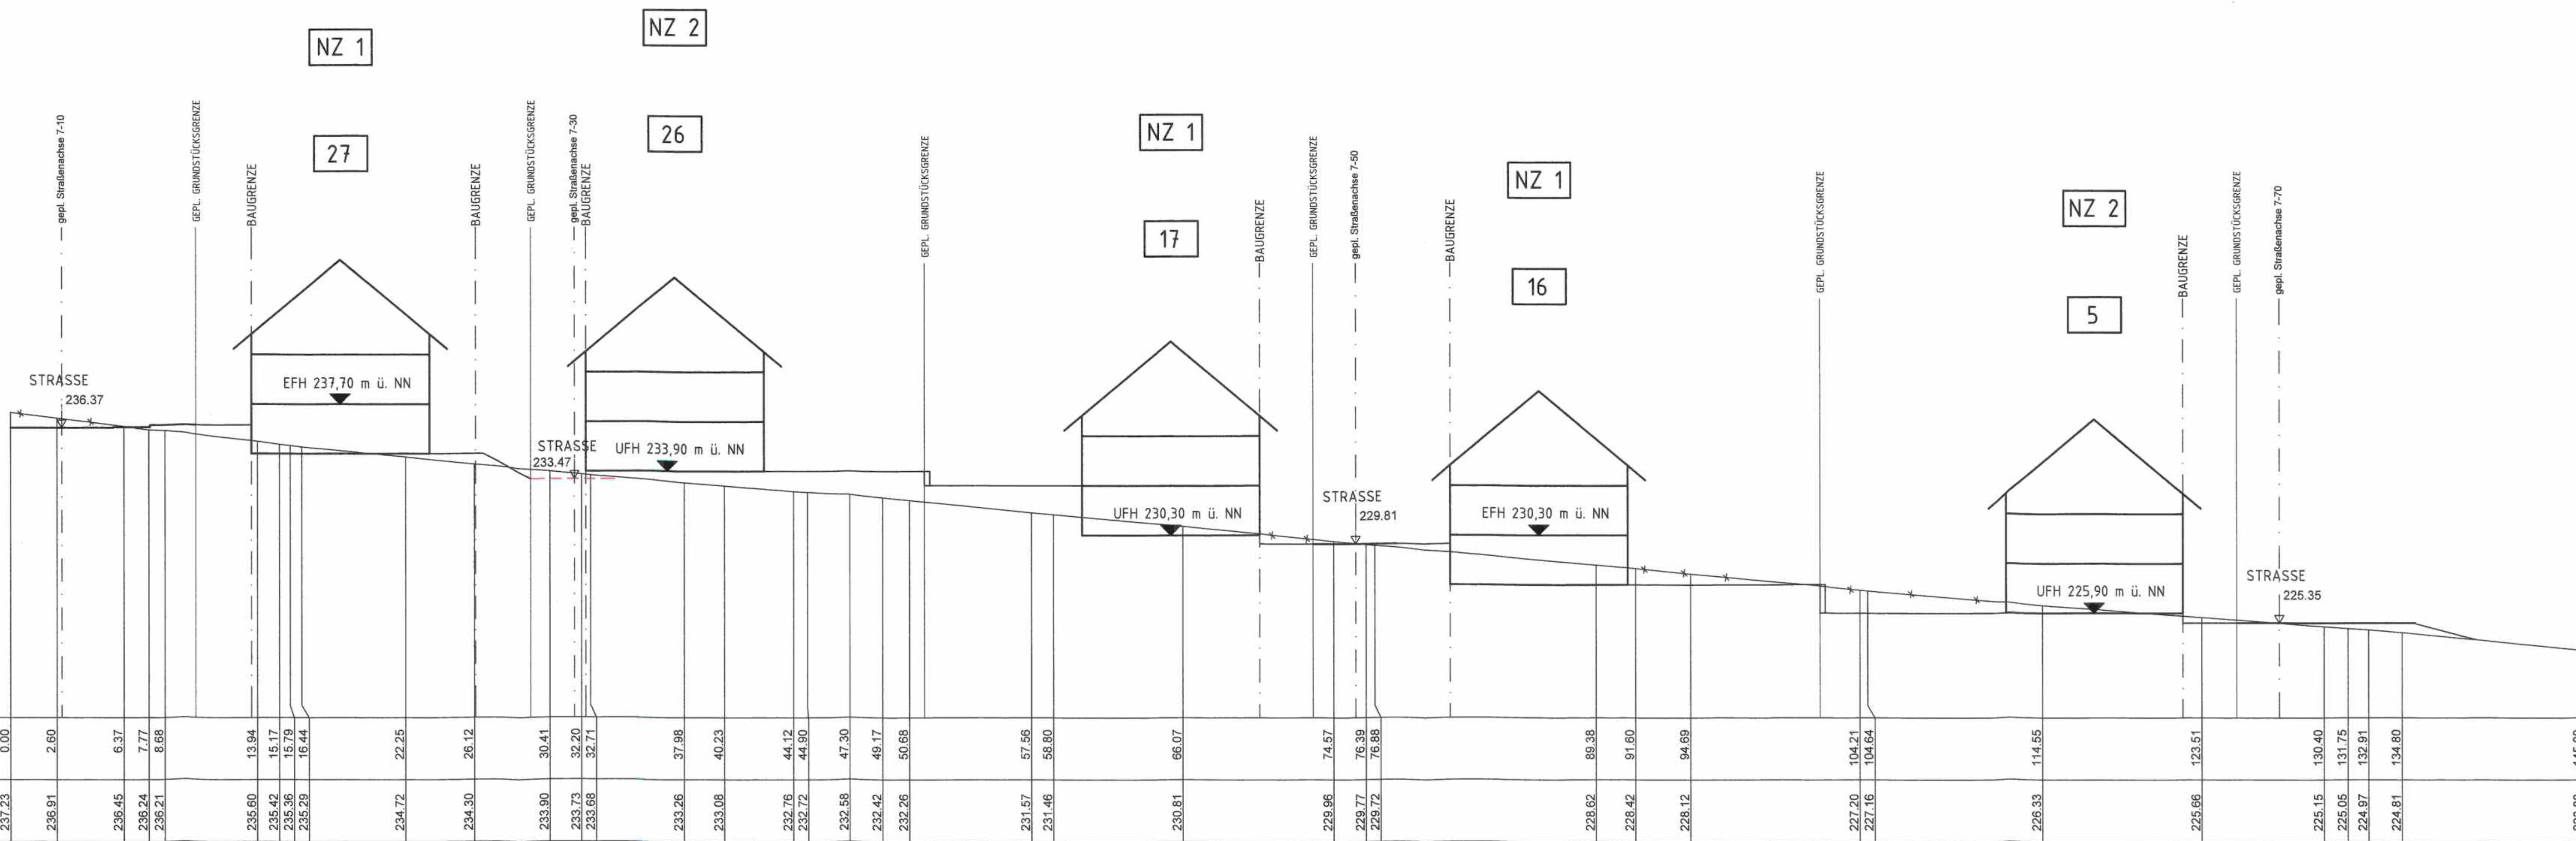 NZ 1
NZ 2
27
26
NZ 1
17
NZ 1
16
NZ 2
5
gepl. Straßenachse 7-10
GEPL. GRUNDSTÜCKSGRENZE
BAUGRENZE
BAUGRENZE
GEPL. GRUNDSTÜCKSGRENZE
gepl. Straßenachse 7-30
BAUGRENZE
GEPL. GRUNDSTÜCKSGRENZE
BAUGRENZE
GEPL. GRUNDSTÜCKSGRENZE
gepl. Straßenachse 7-50
BAUGRENZE
GEPL. GRUNDSTÜCKSGRENZE
BAUGRENZE
GEPL. GRUNDSTÜCKSGRENZE
gepl. Straßenachse 7-70
STRASSE
236.37
EFH 237,70 m ü. NN
STRASSE
233.47
UFH 233,90 m ü. NN
UFH 230,30 m ü. NN
STRASSE
229.81
EFH 230,30 m ü. NN
UFH 225,90 m ü. NN
STRASSE
225.35
0.00
2.60
6.37
7.77
8.68
13.94
15.17
15.79
16.44
22.25
26.12
30.41
32.20
32.71
37.98
40.23
44.12
44.90
47.30
49.17
50.68
57.56
58.80
66.07
74.57
76.39
76.88
89.38
91.60
94.69
104.21
104.64
114.55
123.51
130.40
131.75
132.91
134.80
237.23
236.91
236.45
236.24
236.21
235.60
235.42
235.36
235.29
234.72
234.30
233.90
233.73
233.68
233.26
233.08
232.76
232.72
232.58
232.42
232.26
231.57
231.46
230.81
229.96
229.77
229.72
228.62
228.42
228.12
227.20
227.16
226.33
225.66
225.15
225.05
224.97
224.81